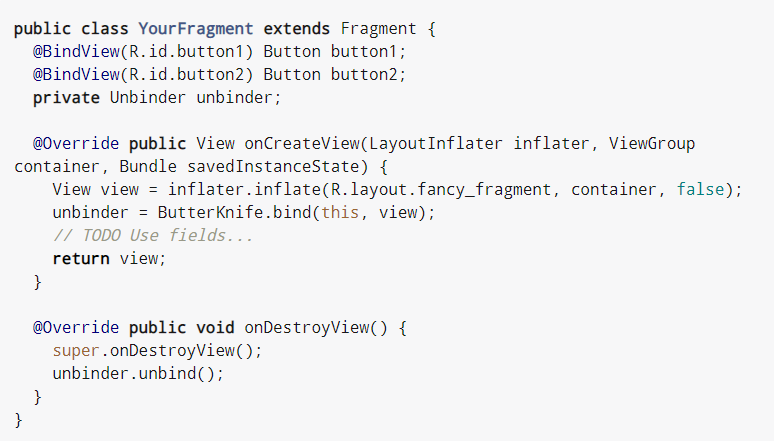 public class YourFragment extends Fragment {
  @BindView(R.id.button1) Button button1;
  @BindView(R.id.button2) Button button2;
  private Unbinder unbinder;

  @Override public View onCreateView(LayoutInflater inflater, ViewGroup
container, Bundle savedInstanceState) {
    View view = inflater.inflate(R.layout.fancy_fragment, container, false);
    unbinder = ButterKnife.bind(this, view);
    // TODO Use fields...
    return view;
  }

  @Override public void onDestroyView() {
    super.onDestroyView();
    unbinder.unbind();
  }
}